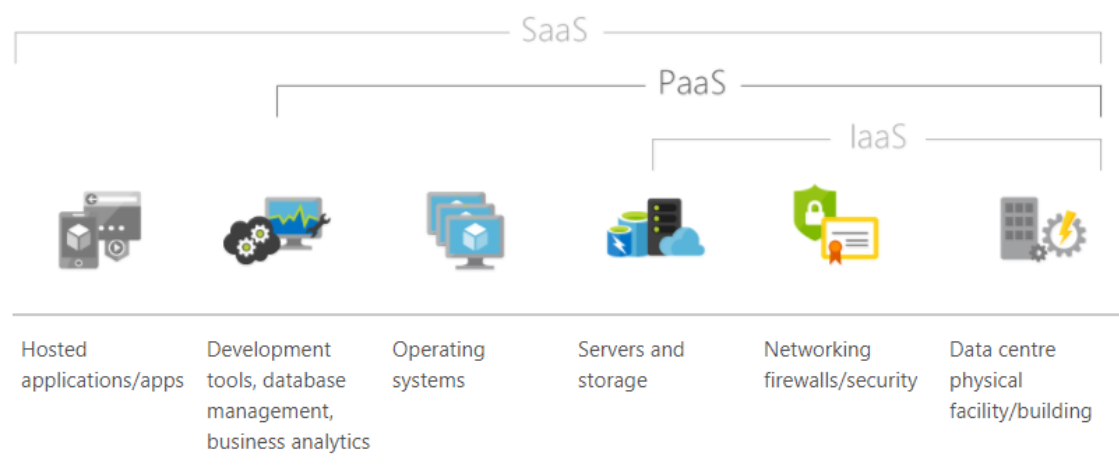 SaaS
PaaS
IaaS
Hosted
applications/apps
Development
tools, database
management,
business analytics
Operating
systems
Servers and
storage
Networking
firewalls/security
Data centre
physical
facility/building